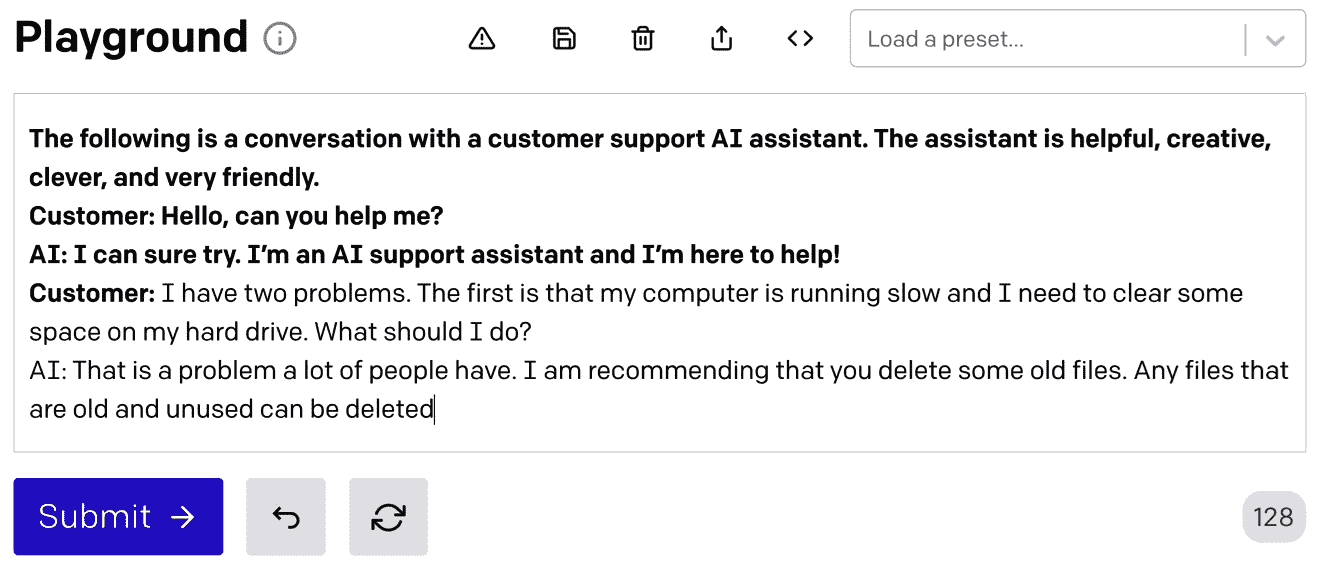 Playground
Load a preset...
The following is a conversation with a customer support AI assistant. The assistant is helpful, creative,
clever, and very friendly.
Customer: Hello, can you help me?
AI: I can sure try. I’m an AI support assistant and I’m here to help!
Customer: I have two problems. The first is that my computer is running slow and I need to clear some
space on my hard drive. What should I do?
AI: That is a problem a lot of people have. I am recommending that you delete some old files. Any files that
are old and unused can be deleted
Submit
128